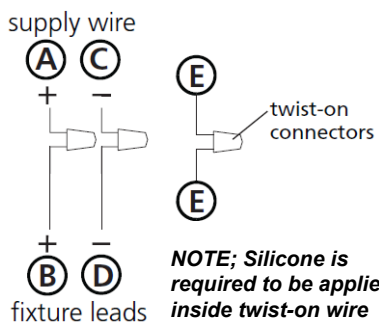 supply wire
A C
+ −
E
twist-on
connectors
E
+ −
B D
fixture leads
NOTE; Silicone is
required to be applie
inside twist-on wire